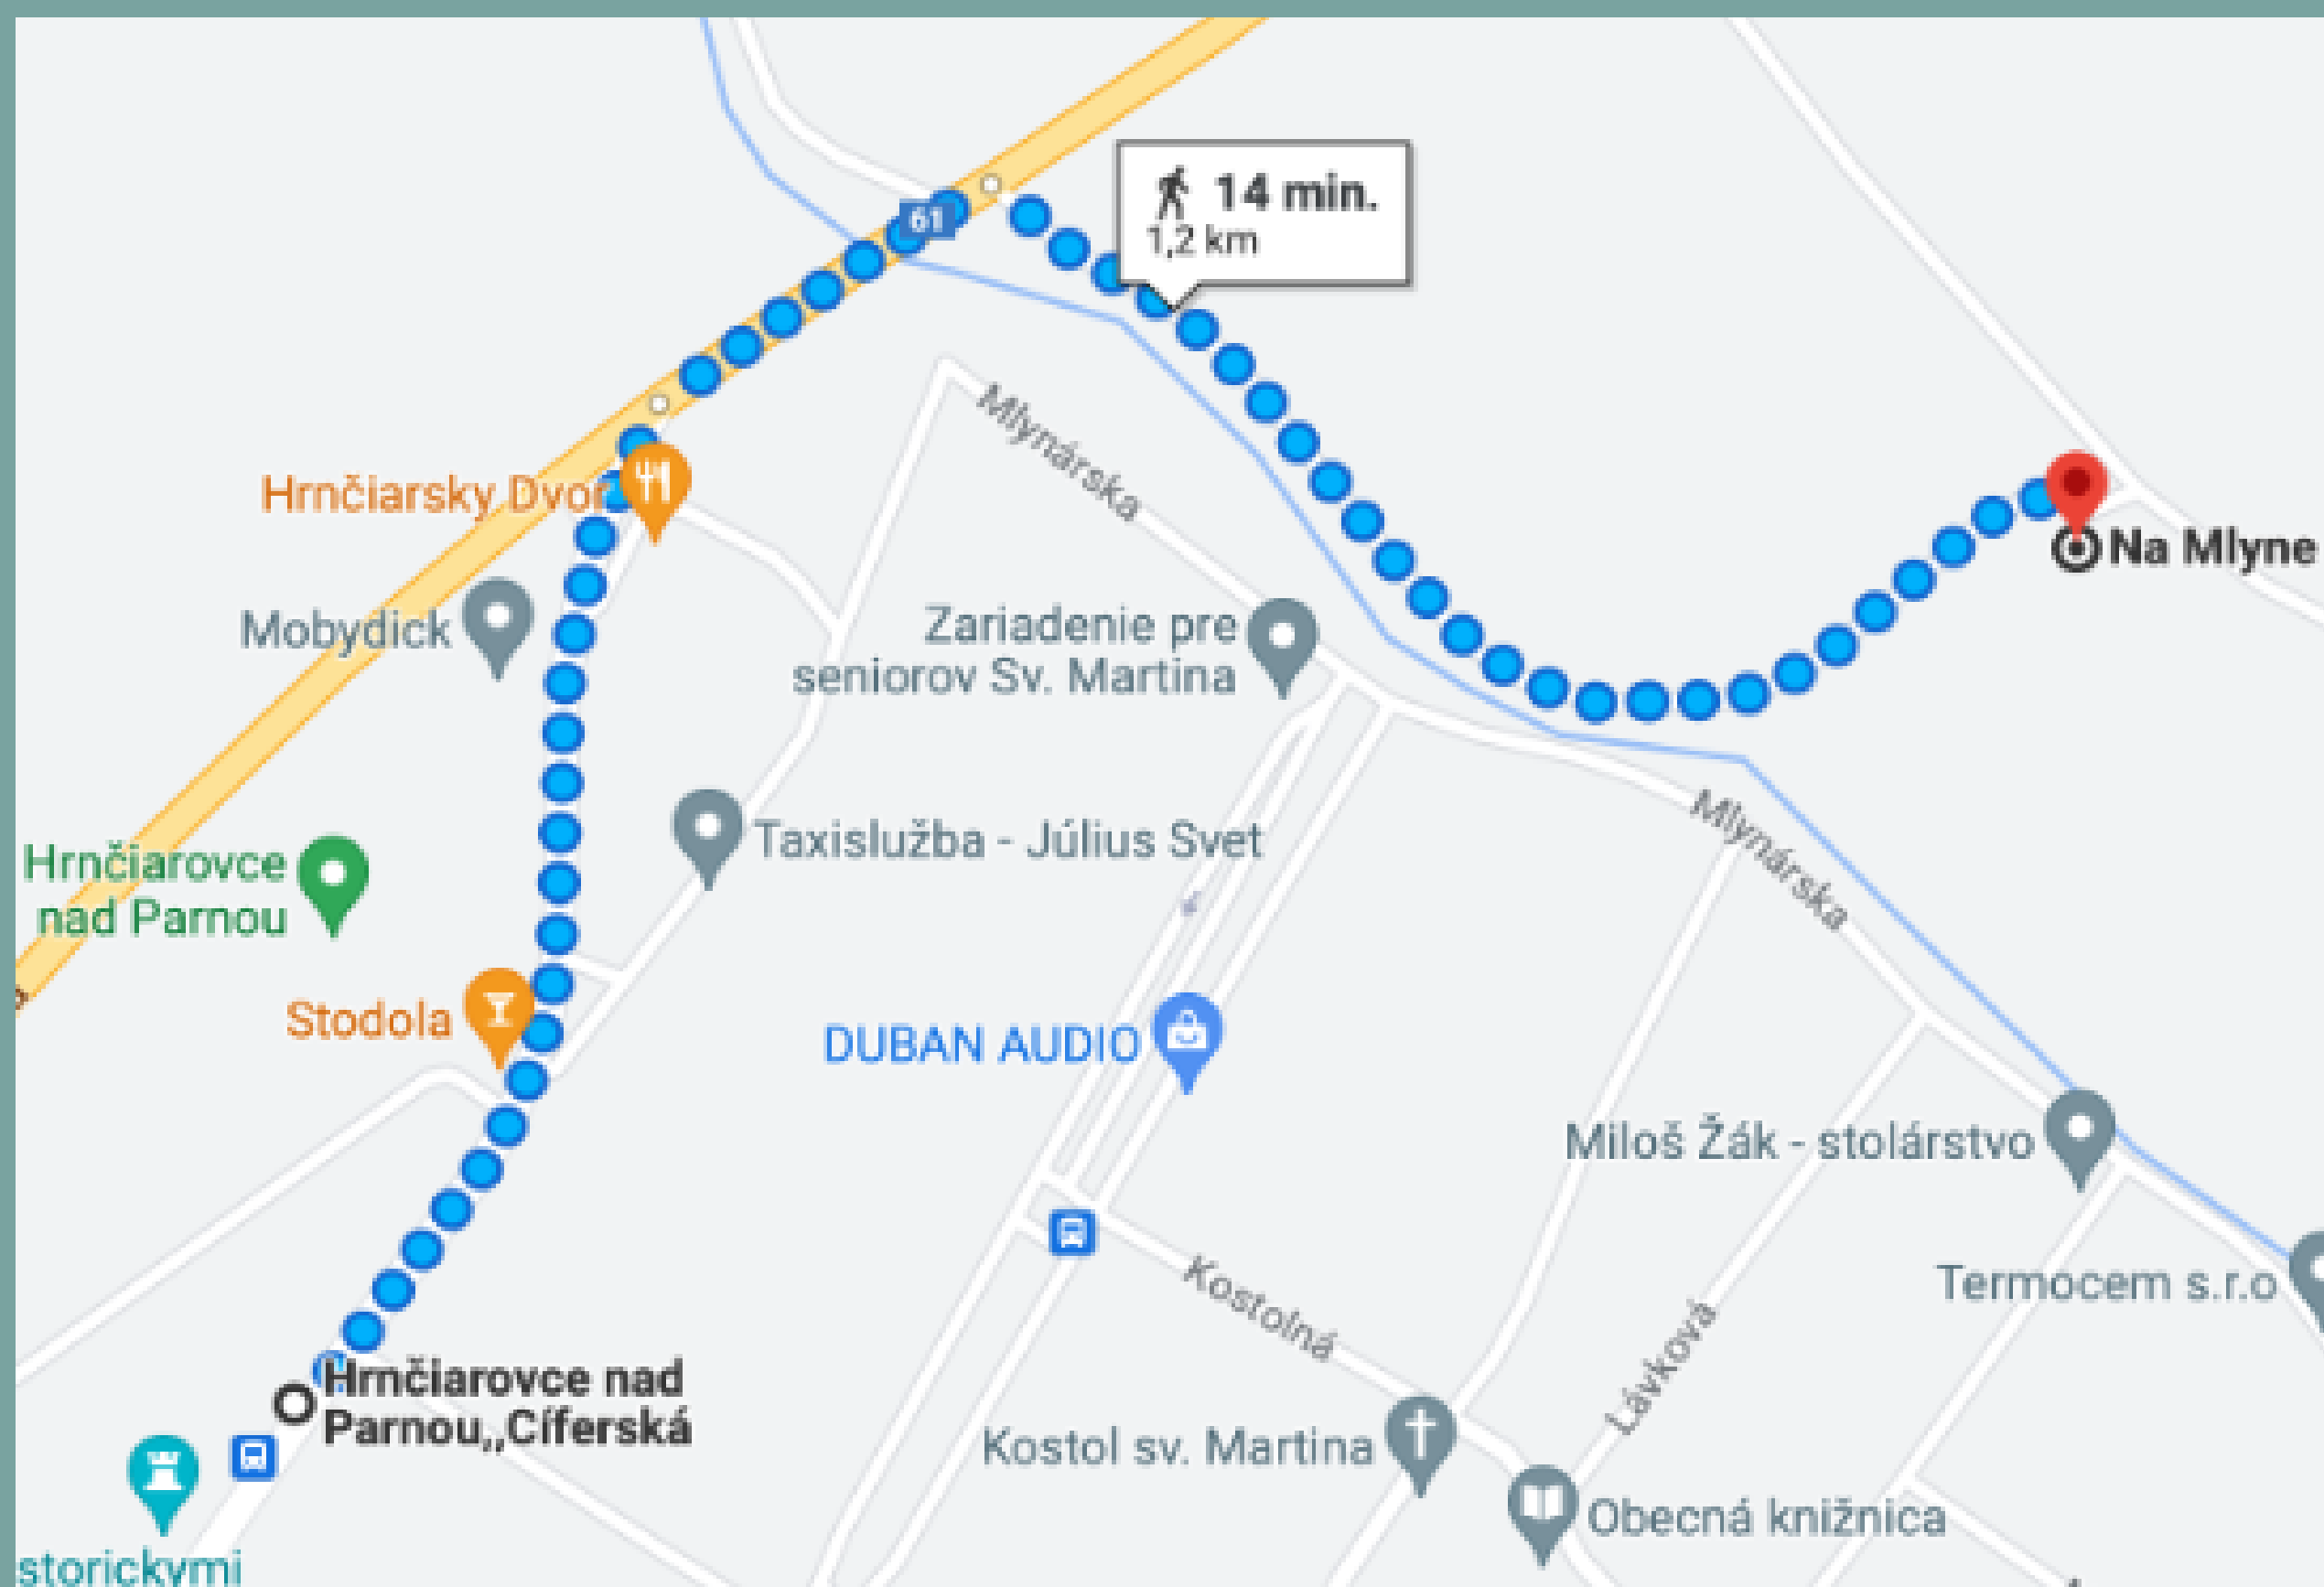 61
14 min.
1,2 km
Mlynárska
Hrnčiarsky Dvor
Na Mlyne
Mobydick
Zariadenie pre
seniorov Sv. Martina
Taxislužba - Július Svet
Mlynárska
Hrnčiarovce
nad Parnou
Stodola
DUBAN AUDIO
Miloš Žák - stolárstvo
Kostolná
Termocem s.r.o
Lávková
Hrnčiarovce nad
Parnou,,Cíferská
Kostol sv. Martina
Obecná knižnica
storickymi